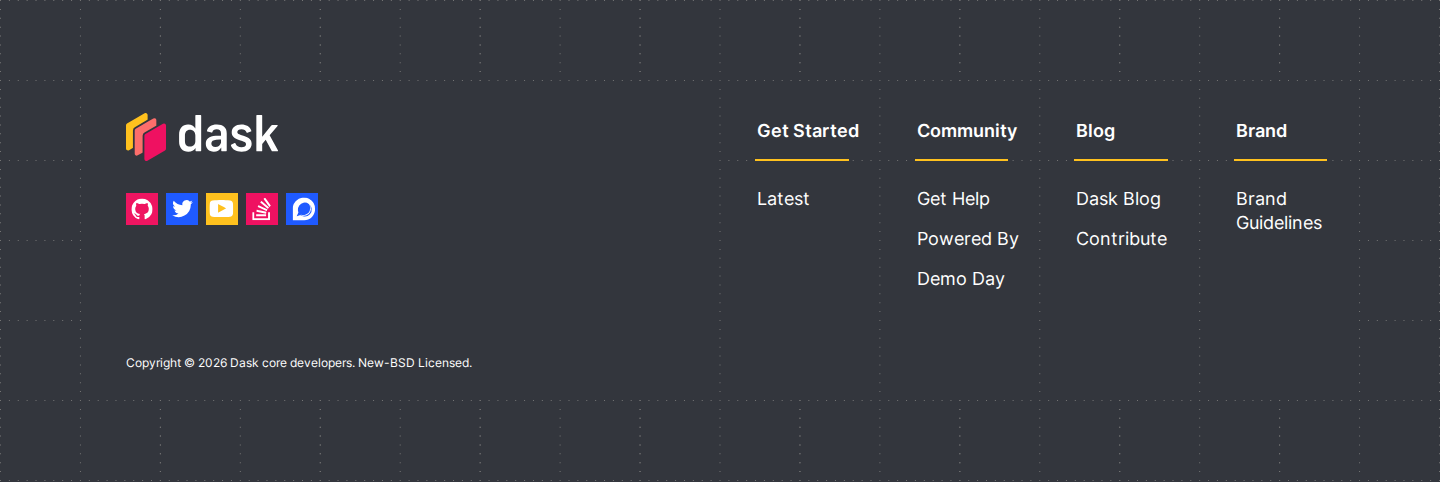 dask
Get Started
Latest
Community
Get Help
Powered By
Demo Day
Blog
Dask Blog
Contribute
Brand
Brand
Guidelines
Copyright © 2026 Dask core developers. New-BSD Licensed.